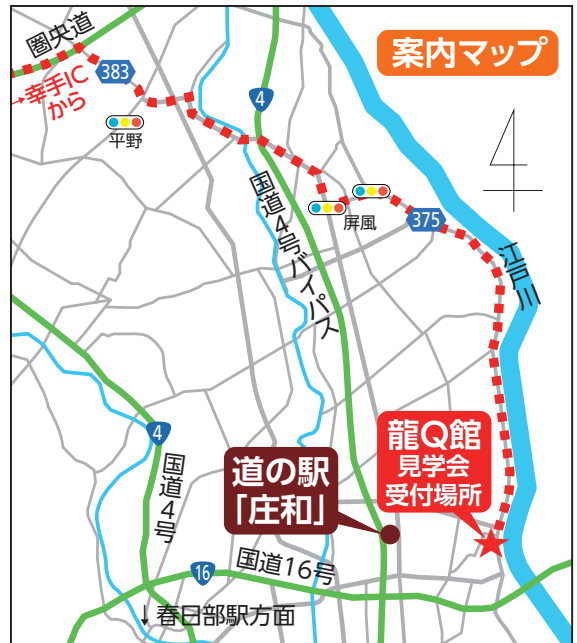 案内マップ
圏央道
→幸手IC
から
383
平野
4
国道4号バイパス
屏風
375
江戸川
4
国道4号
道の駅
「庄和」
龍Q館
見学会
受付場所
16
国道16号
↓春日部駅方面
4